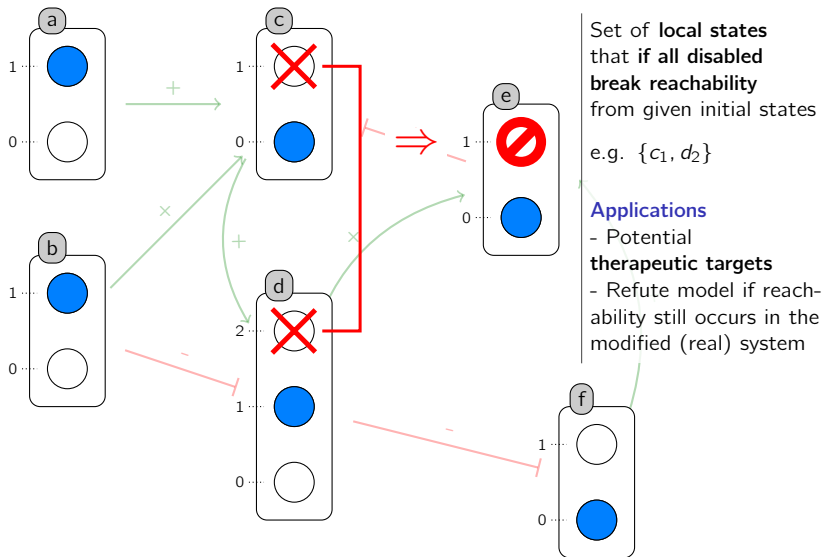 a
1
0
b
1
0
c
1
0
d
2
1
0
e
1
0
f
1
0
+
×
+
×
-
-
⇒
Set of local states
that if all disabled
break reachability
from given initial states
e.g. {c₁, d₂}
Applications
- Potential
therapeutic targets
- Refute model if reach-
ability still occurs in the
modified (real) system